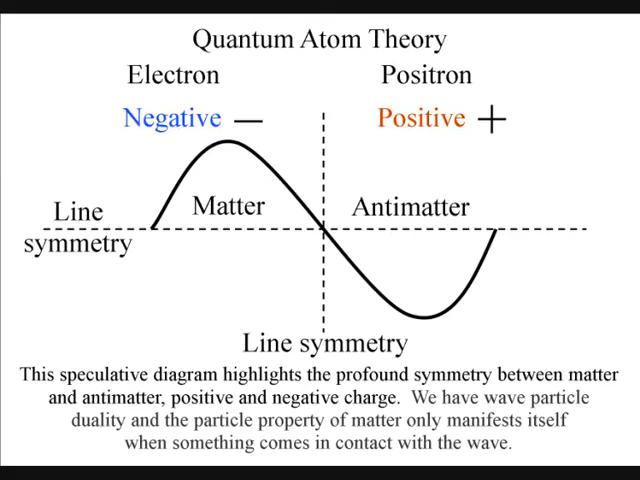 Quantum Atom Theory
Electron Positron
Negative — Positive +
Matter Antimatter
Line
symmetry
Line symmetry
This speculative diagram highlights the profound symmetry between matter
and antimatter, positive and negative charge. We have wave particle
duality and the particle property of matter only manifests itself
when something comes in contact with the wave.